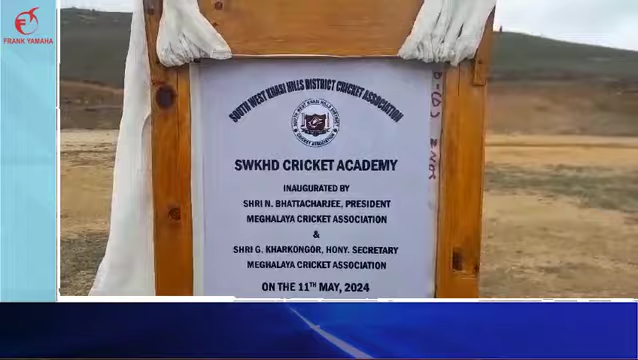 FRANK YAMAHA
SOUTH WEST KHASI HILLS DISTRICT CRICKET ASSOCIATION
SWKHD CRICKET ACADEMY
INAUGURATED BY
SHRI N. BHATTACHARJEE, PRESIDENT
MEGHALAYA CRICKET ASSOCIATION
&
SHRI G. KHARKONGOR, HONY. SECRETARY
MEGHALAYA CRICKET ASSOCIATION
ON THE 11TH MAY, 2024